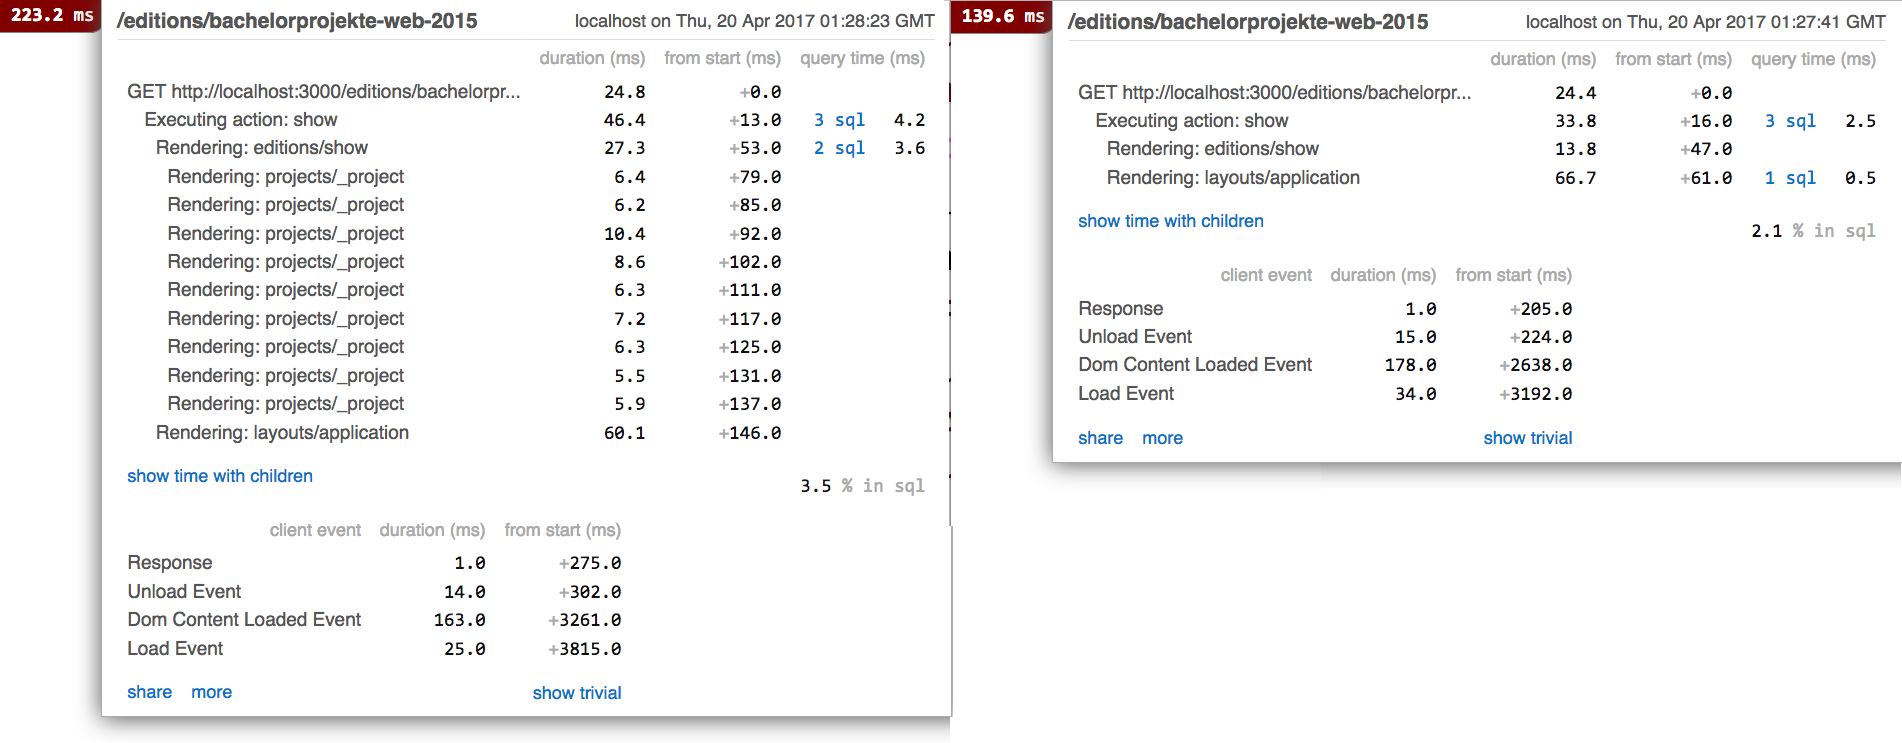 223.2 ms
/editions/bachelorprojekte-web-2015 localhost on Thu, 20 Apr 2017 01:28:23 GMT
duration (ms) from start (ms) query time (ms)
GET http://localhost:3000/editions/bachelorpr... 24.8 +0.0
Executing action: show 46.4 +13.0 3 sql 4.2
Rendering: editions/show 27.3 +53.0 2 sql 3.6
Rendering: projects/_project 6.4 +79.0
Rendering: projects/_project 6.2 +85.0
Rendering: projects/_project 10.4 +92.0
Rendering: projects/_project 8.6 +102.0
Rendering: projects/_project 6.3 +111.0
Rendering: projects/_project 7.2 +117.0
Rendering: projects/_project 6.3 +125.0
Rendering: projects/_project 5.5 +131.0
Rendering: projects/_project 5.9 +137.0
Rendering: layouts/application 60.1 +146.0
show time with children
3.5 % in sql
client event duration (ms) from start (ms)
Response 1.0 +275.0
Unload Event 14.0 +302.0
Dom Content Loaded Event 163.0 +3261.0
Load Event 25.0 +3815.0
share more show trivial
139.6 ms
/editions/bachelorprojekte-web-2015 localhost on Thu, 20 Apr 2017 01:27:41 GMT
duration (ms) from start (ms) query time (ms)
GET http://localhost:3000/editions/bachelorpr... 24.4 +0.0
Executing action: show 33.8 +16.0 3 sql 2.5
Rendering: editions/show 13.8 +47.0
Rendering: layouts/application 66.7 +61.0 1 sql 0.5
show time with children
2.1 % in sql
client event duration (ms) from start (ms)
Response 1.0 +205.0
Unload Event 15.0 +224.0
Dom Content Loaded Event 178.0 +2638.0
Load Event 34.0 +3192.0
share more show trivial